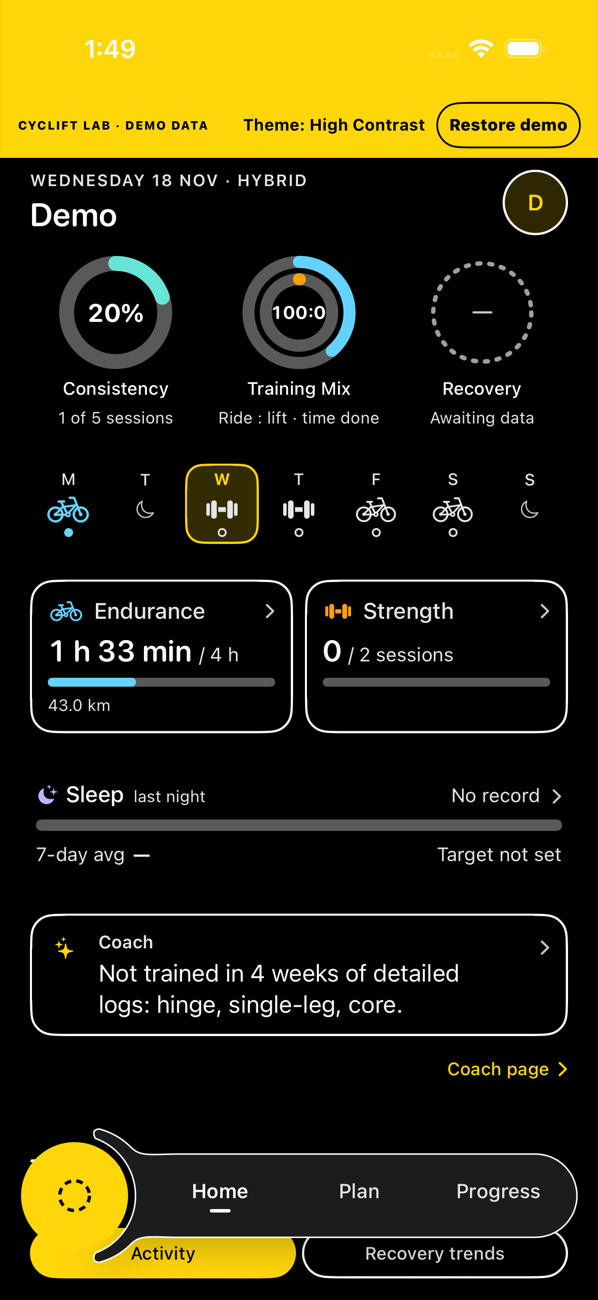 1:49
CYCLIFT LAB · DEMO DATA Theme: High Contrast Restore demo
WEDNESDAY 18 NOV · HYBRID
Demo
D
20% 100:0 —
Consistency Training Mix Recovery
1 of 5 sessions Ride : lift · time done Awaiting data
M T W T F S S
Endurance Strength
1 h 33 min / 4 h 0 / 2 sessions
43.0 km
Sleep last night No record
7-day avg — Target not set
Coach
Not trained in 4 weeks of detailed
logs: hinge, single-leg, core.
Coach page
Home Plan Progress
Activity Recovery trends